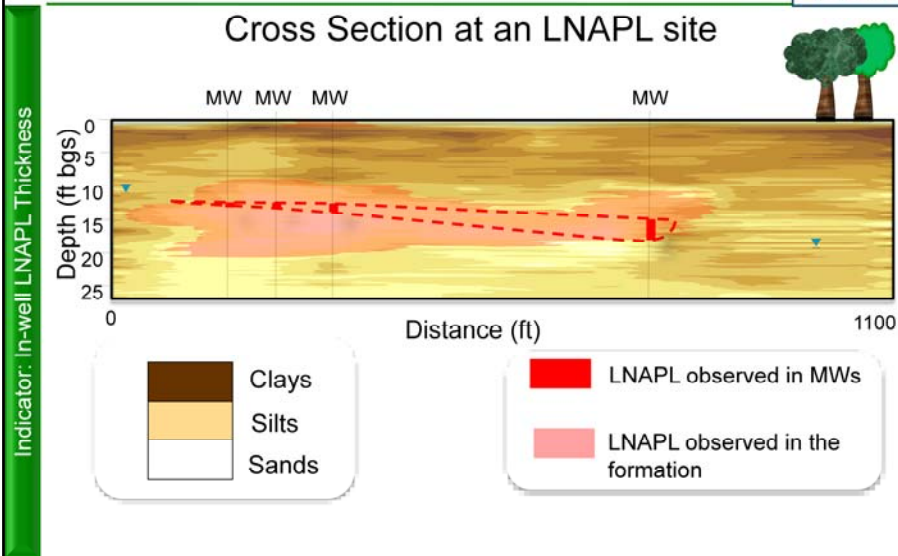 Cross Section at an LNAPL site
Indicator: In-well LNAPL Thickness
MW MW MW MW
Depth (ft bgs)
0
5
10
15
20
25
0
1100
Distance (ft)
Clays
Silts
Sands
LNAPL observed in MWs
LNAPL observed in the
formation